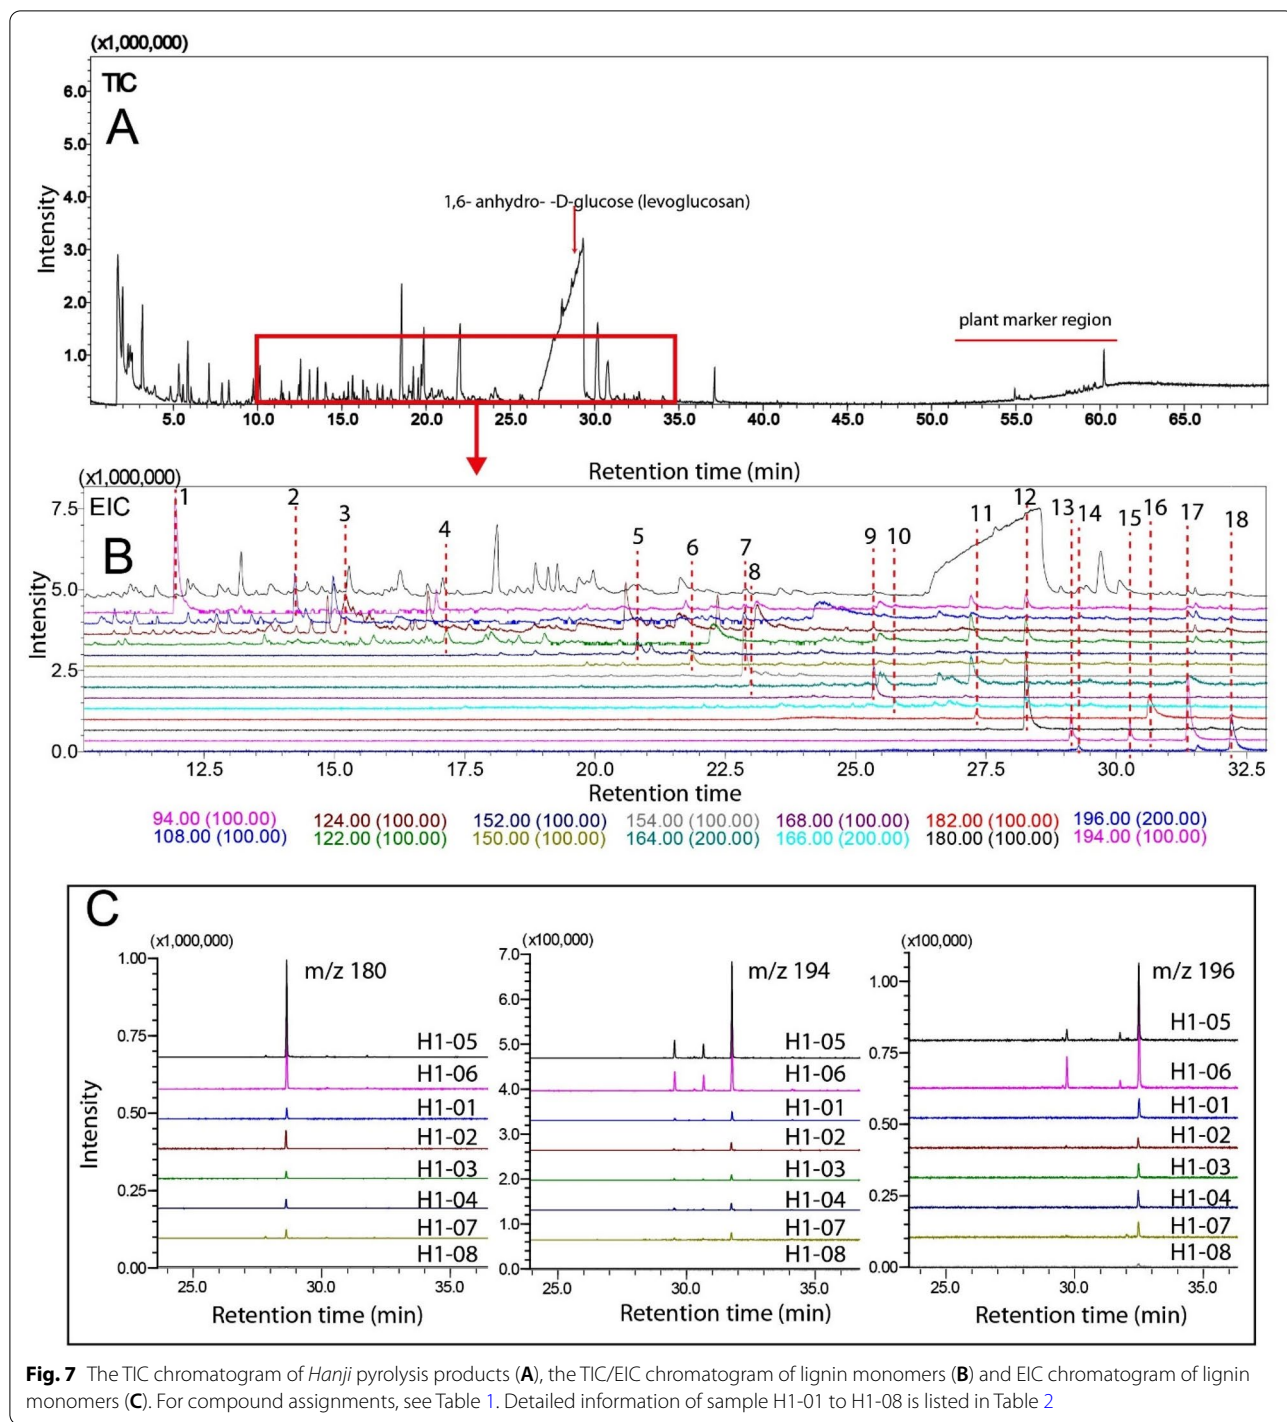 (x1,000,000)
TIC
A
6.0
5.0
4.0
3.0
2.0
1.0
Intensity
1,6- anhydro- -D-glucose (levoglucosan)
plant marker region
5.0 10.0 15.0 20.0 25.0 30.0 35.0 40.0 45.0 50.0 55.0 60.0 65.0
Retention time (min)
(x1,000,000)
EIC
B
7.5
5.0
2.5
0.0
Intensity
1 2 3 4 5 6 7 8 9 10 11 12 13 14 15 16 17 18
12.5 15.0 17.5 20.0 22.5 25.0 27.5 30.0 32.5
Retention time
94.00 (100.00) 124.00 (100.00) 152.00 (100.00) 154.00 (100.00) 168.00 (100.00) 182.00 (100.00) 196.00 (200.00)
108.00 (100.00) 122.00 (100.00) 150.00 (100.00) 164.00 (200.00) 166.00 (200.00) 180.00 (100.00) 194.00 (100.00)
C
(x1,000,000)
m/z 180
1.00
0.75
0.50
0.25
0.00
Intensity
H1-05
H1-06
H1-01
H1-02
H1-03
H1-04
H1-07
H1-08
25.0 30.0 35.0
Retention time (min)
(x100,000)
m/z 194
7.0
6.0
5.0
4.0
3.0
2.0
1.0
0.0
H1-05
H1-06
H1-01
H1-02
H1-03
H1-04
H1-07
H1-08
25.0 30.0 35.0
Retention time (min)
(x100,000)
m/z 196
1.00
0.75
0.50
0.25
0.00
H1-05
H1-06
H1-01
H1-02
H1-03
H1-04
H1-07
H1-08
25.0 30.0 35.0
Retention time (min)
Fig. 7 The TIC chromatogram of Hanji pyrolysis products (A), the TIC/EIC chromatogram of lignin monomers (B) and EIC chromatogram of lignin
monomers (C). For compound assignments, see Table 1. Detailed information of sample H1-01 to H1-08 is listed in Table 2